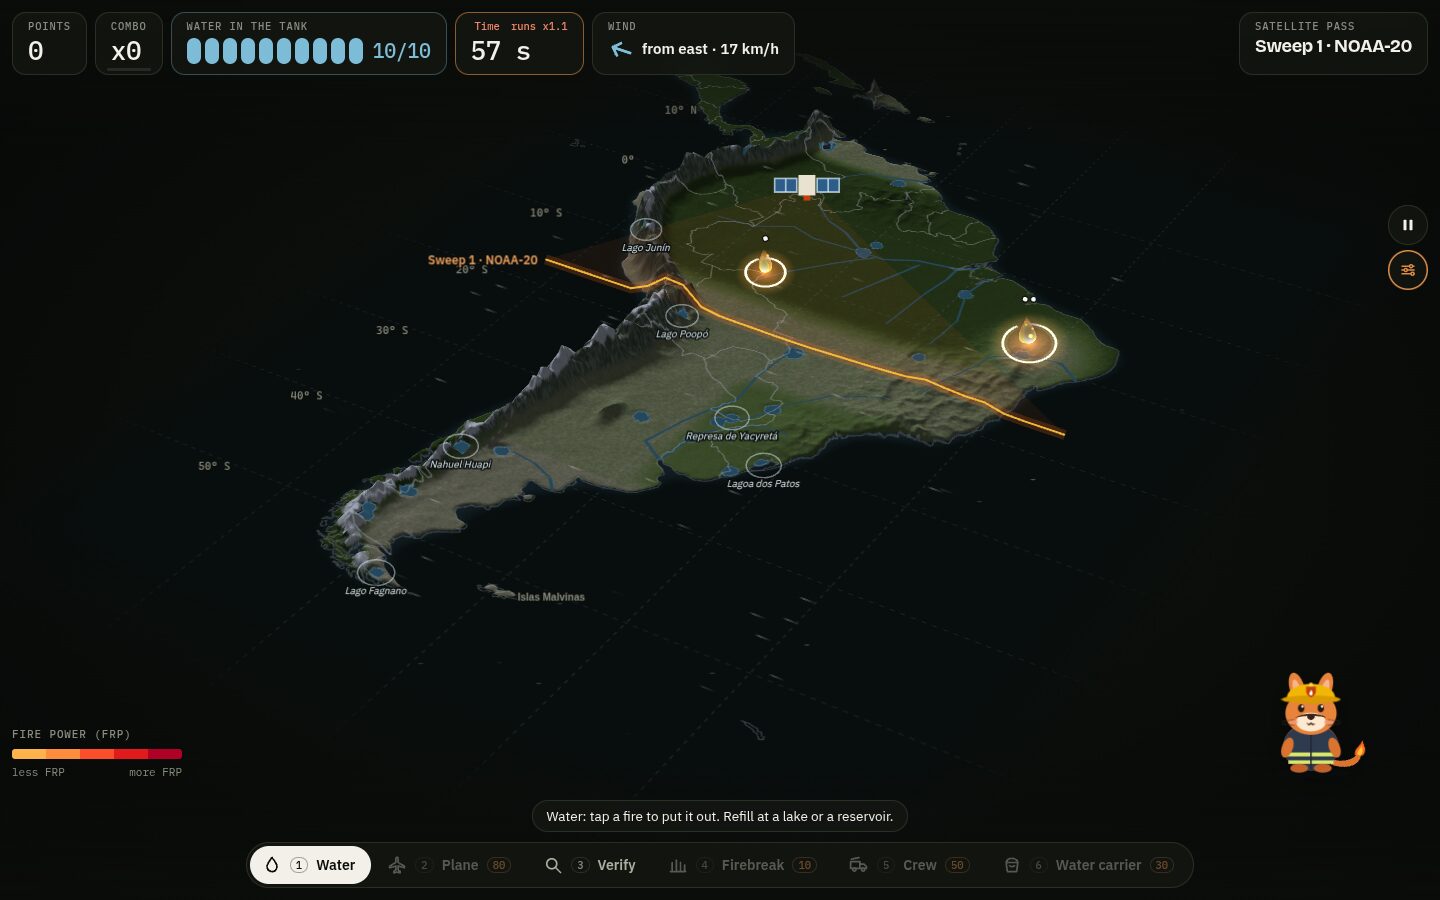 POINTS
0
COMBO
x0
WATER IN THE TANK
10/10
Time runs x1.1
57 s
WIND
from east · 17 km/h
SATELLITE PASS
Sweep 1 · NOAA-20
10° N
0°
10° S
Lago Junín
Sweep 1 · NOAA-20
20° S
30° S
Lago Poopó
40° S
Represa de Yacyretá
50° S
Nahuel Huapi
Lagoa dos Patos
Lago Fagnano
Islas Malvinas
FIRE POWER (FRP)
less FRP more FRP
Water: tap a fire to put it out. Refill at a lake or a reservoir.
1 Water 2 Plane 80 3 Verify 4 Firebreak 10 5 Crew 50 6 Water carrier 30